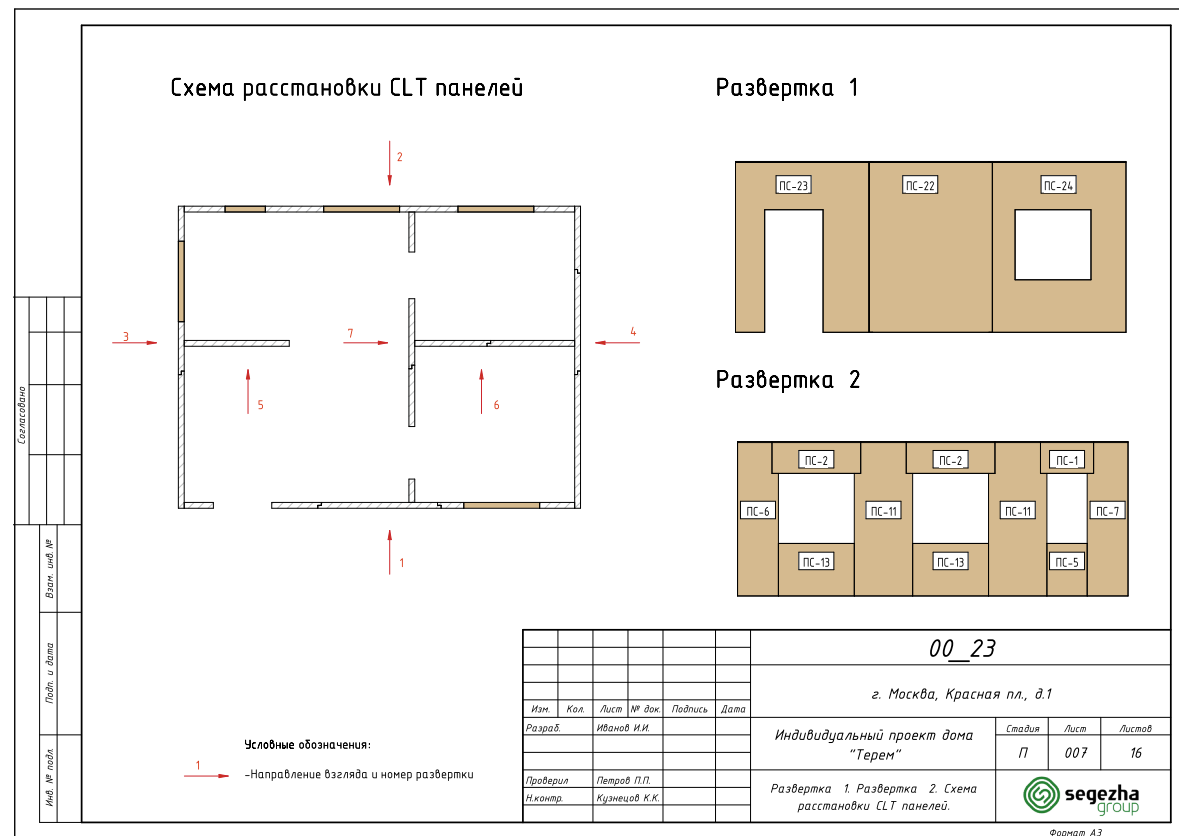 Схема расстановки CLT панелей
2
3
7
4
5
6
1
Условные обозначения:
1
-Направление взгляда и номер развертки
Развертка 1
ПС-23
ПС-22
ПС-24
Развертка 2
ПС-2
ПС-2
ПС-1
ПС-6
ПС-11
ПС-11
ПС-7
ПС-13
ПС-13
ПС-5
Согласовано
Взам. инв. №
Подп. и дата
Инв. № подл.
00_23
г. Москва, Красная пл., д.1
Изм. Кол. Лист № док. Подпись Дата
Разраб. Иванов И.И.
Проверил Петров П.П.
Н.контр. Кузнецов К.К.
Индивидуальный проект дома
"Терем"
Стадия Лист Листов
П 007 16
Развертка 1. Развертка 2. Схема
расстановки CLT панелей.
segezha
group
Формат А3